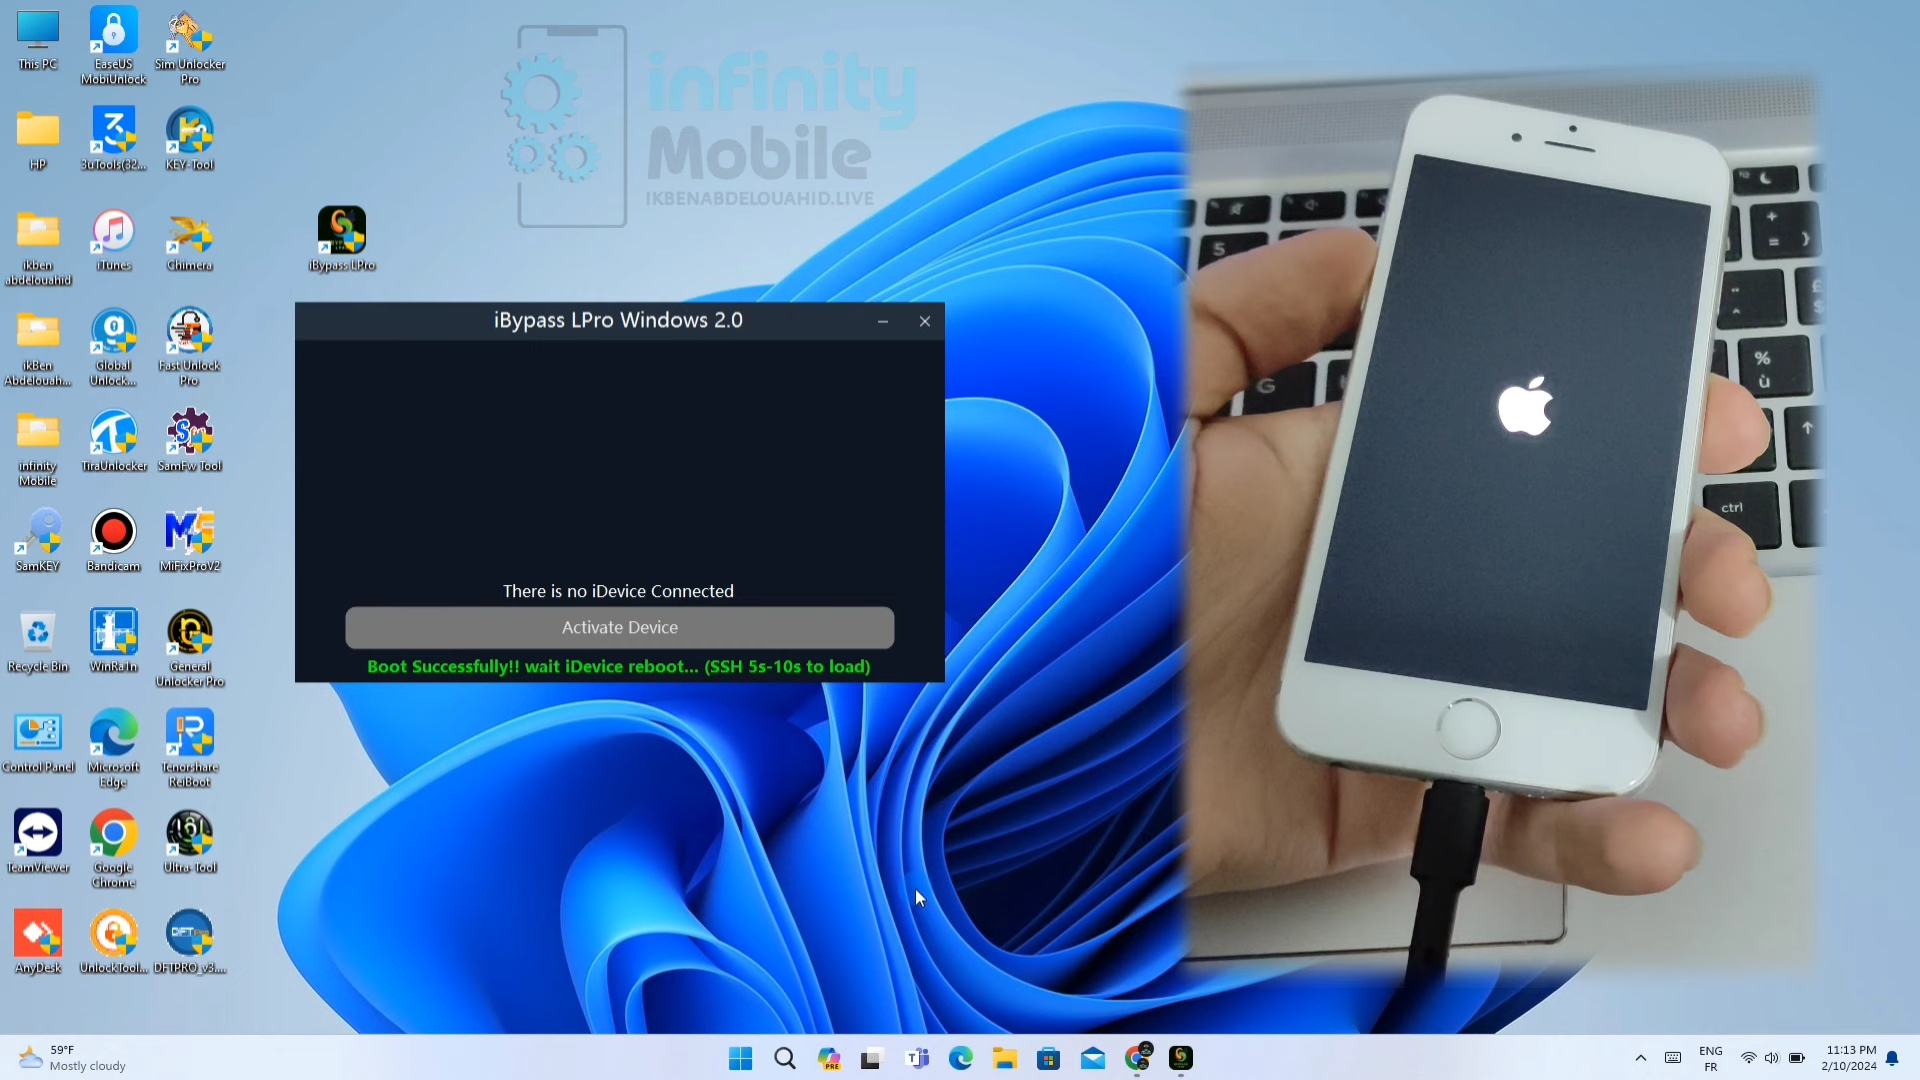 This PC
EaseUS
MobiUnlock
Sim Unlocker
Pro
HP
3uTools(32...
KEY-Tool
ikben
abdelouahid
iTunes
Chimera
ikBen
Abdelouah...
Global
Unlock...
Fast Unlock
Pro
infinity
Mobile
TiraUnlocker
SamFw Tool
SamKEY
Bandicam
MiFixProV2
Recycle Bin
WinRa1n
General
Unlocker Pro
Control Panel
Microsoft
Edge
Tenorshare
ReiBoot
TeamViewer
Google
Chrome
Ultra-Tool
AnyDesk
UnlockTool...
DFTPRO_v3....
infinity
Mobile
IKBENABDELOUAHID.LIVE
iBypass LPro
iBypass LPro Windows 2.0
There is no iDevice Connected
Activate Device
Boot Successfully!! wait iDevice reboot... (SSH 5s-10s to load)
5
G
+
=
}
%
ù
ctrl
59°F
Mostly cloudy
PRE
ENG
FR
11:13 PM
2/10/2024